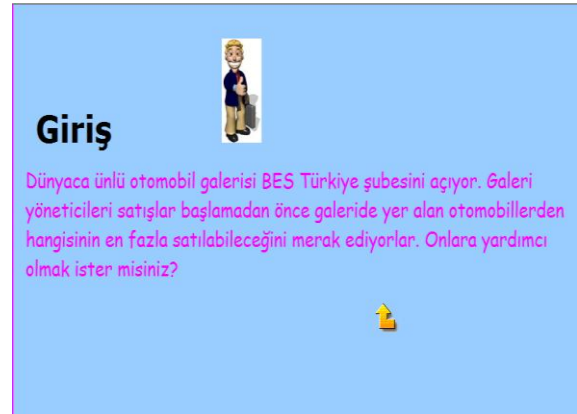 Giriş
Dünyaca ünlü otomobil galerisi BES Türkiye şubesini açıyor. Galeri
yöneticileri satışlar başlamadan önce galeride yer alan otomobillerden
hangisinin en fazla satılabileceğini merak ediyorlar. Onlara yardımcı
olmak ister misiniz?